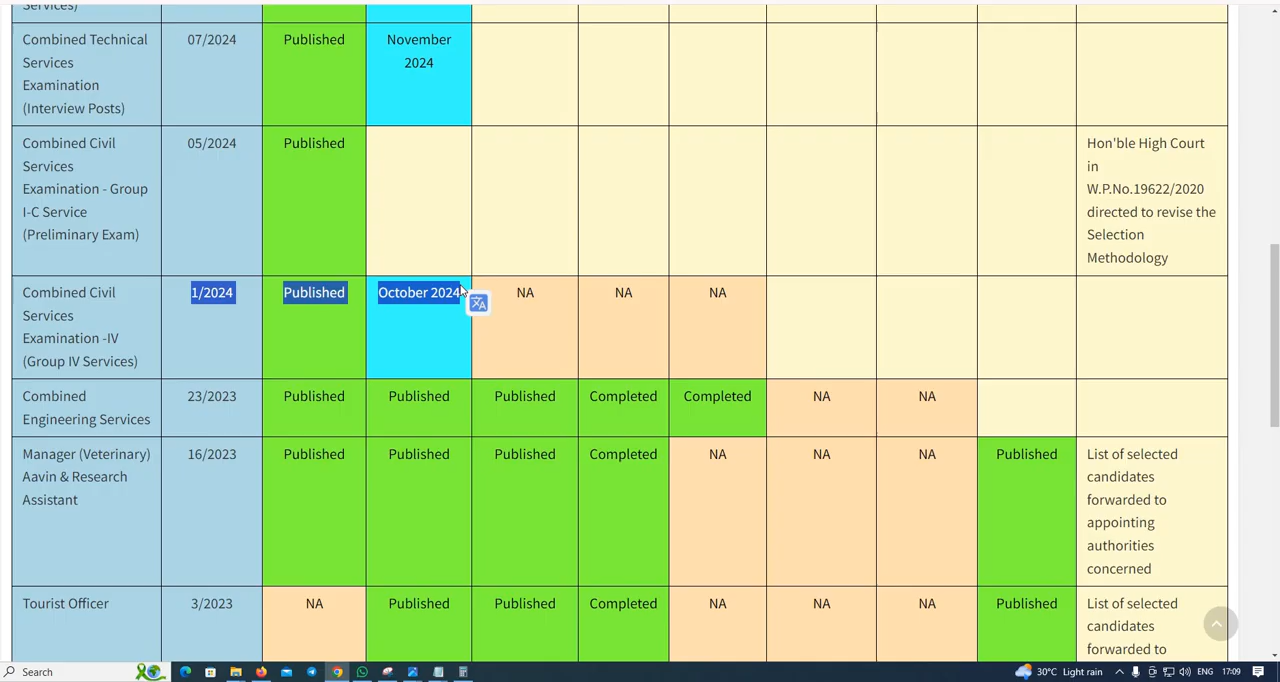 Services)
Combined Technical
Services
Examination
(Interview Posts)
07/2024
Published
November
2024
Combined Civil
Services
Examination - Group
I-C Service
(Preliminary Exam)
05/2024
Published
Hon'ble High Court
in
W.P.No.19622/2020
directed to revise the
Selection
Methodology
Combined Civil
Services
Examination -IV
(Group IV Services)
1/2024
Published
October 2024
NA
NA
NA
Combined
Engineering Services
23/2023
Published
Published
Published
Completed
Completed
NA
NA
Manager (Veterinary)
Aavin & Research
Assistant
16/2023
Published
Published
Published
Completed
NA
NA
NA
Published
List of selected
candidates
forwarded to
appointing
authorities
concerned
Tourist Officer
3/2023
NA
Published
Published
Completed
NA
NA
NA
Published
List of selected
candidates
forwarded to
Search
30°C Light rain
ENG
17:09